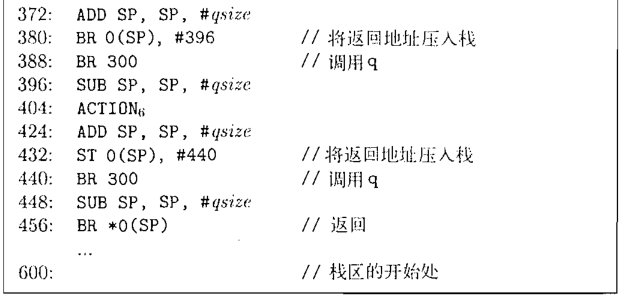 372: ADD SP, SP, #qsize
380: BR 0(SP), #396 // 将返回地址压入栈
388: BR 300 // 调用q
396: SUB SP, SP, #qsize
404: ACTION₆
424: ADD SP, SP, #qsize
432: ST 0(SP), #440 // 将返回地址压入栈
440: BR 300 // 调用q
448: SUB SP, SP, #qsize
456: BR *0(SP) // 返回
...
600: // 栈区的开始处